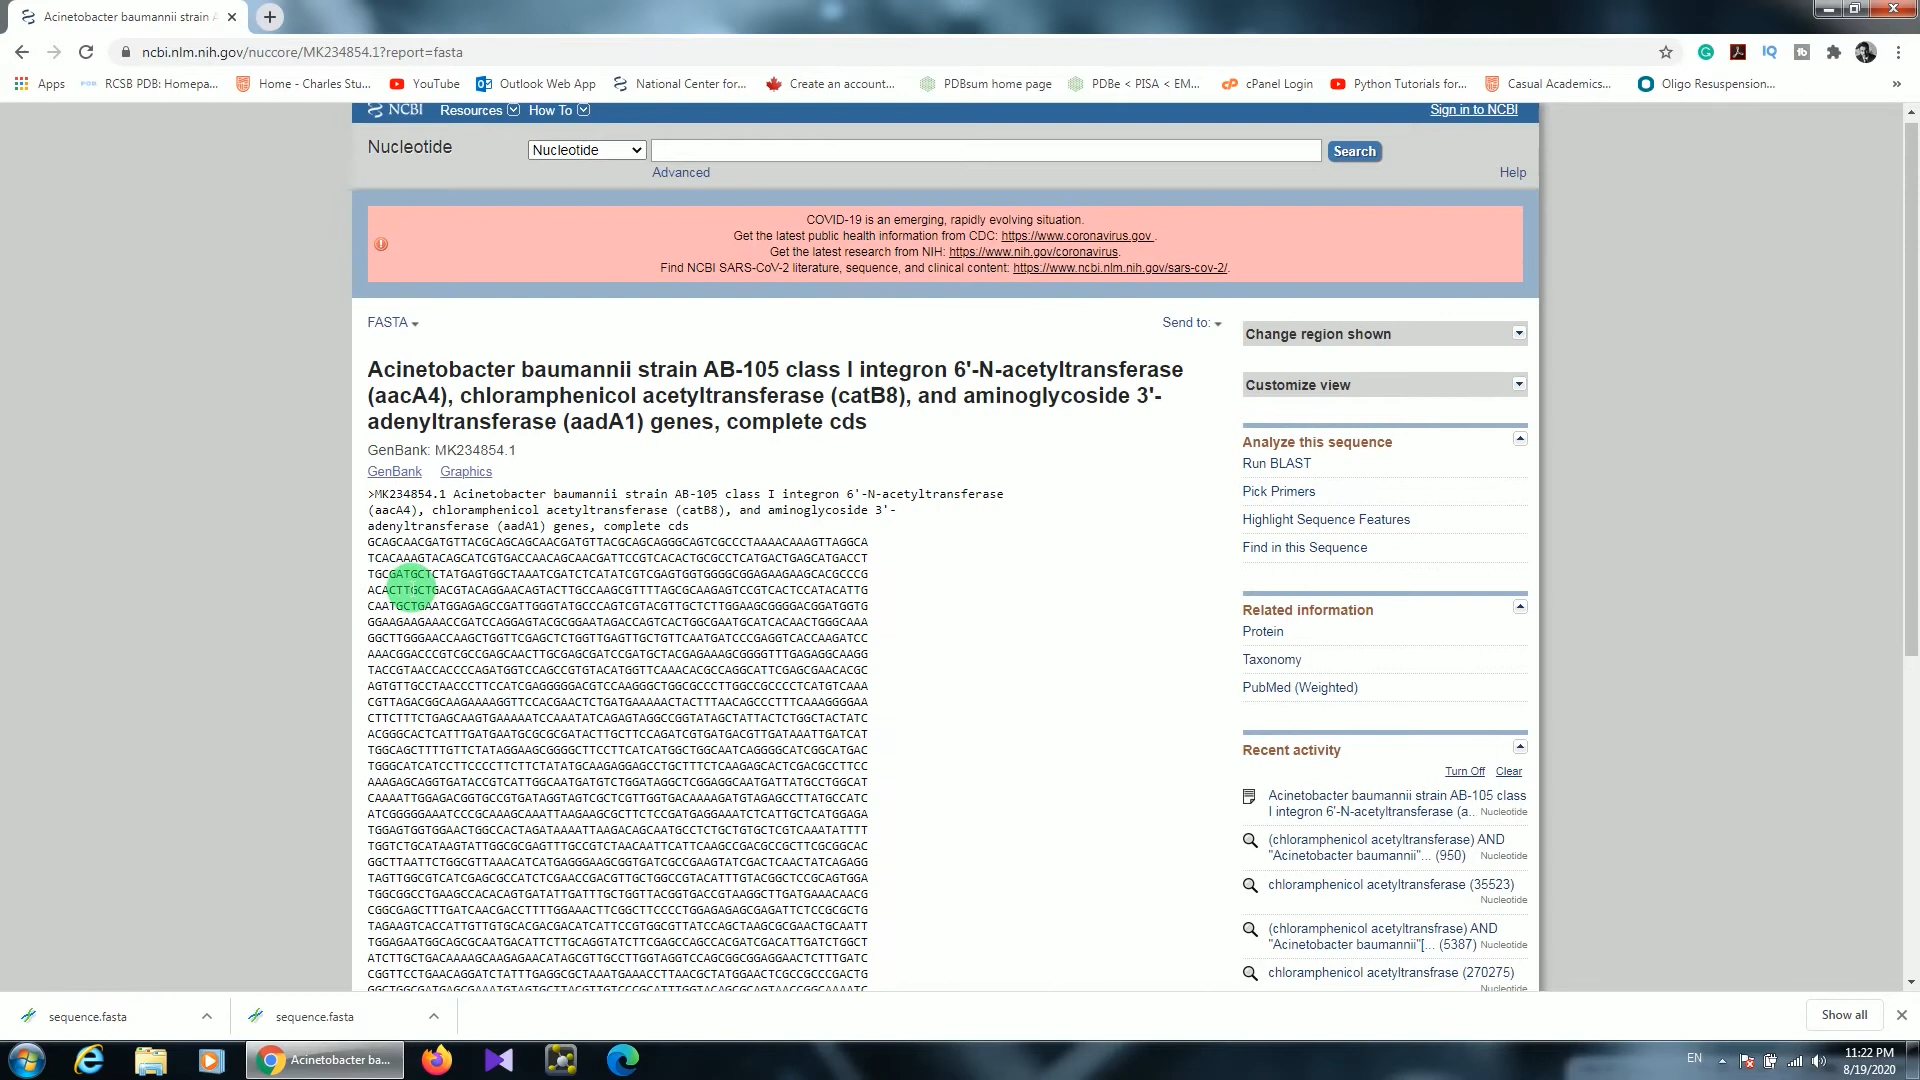 Acinetobacter baumannii strain A
ncbi.nlm.nih.gov/nuccore/MK234854.1?report=fasta
Apps RCSB PDB: Homepa... Home - Charles Stu... YouTube Outlook Web App National Center for... Create an account... PDBsum home page PDBe < PISA < EM... cPanel Login Python Tutorials for... Casual Academics... Oligo Resuspension... »
NCBI Resources How To Sign in to NCBI
Nucleotide Nucleotide Search
Advanced Help
COVID-19 is an emerging, rapidly evolving situation.
Get the latest public health information from CDC: https://www.coronavirus.gov .
Get the latest research from NIH: https://www.nih.gov/coronavirus.
Find NCBI SARS-CoV-2 literature, sequence, and clinical content: https://www.ncbi.nlm.nih.gov/sars-cov-2/.
FASTA Send to:
Acinetobacter baumannii strain AB-105 class I integron 6'-N-acetyltransferase
(aacA4), chloramphenicol acetyltransferase (catB8), and aminoglycoside 3'-
adenyltransferase (aadA1) genes, complete cds
GenBank: MK234854.1
GenBank Graphics
>MK234854.1 Acinetobacter baumannii strain AB-105 class I integron 6'-N-acetyltransferase
(aacA4), chloramphenicol acetyltransferase (catB8), and aminoglycoside 3'-
adenyltransferase (aadA1) genes, complete cds
GCAGCAACGATGTTACGCAGCAGCAACGATGTTACGCAGCAGGGCAGTCGCCCTAAAACAAAGTTAGGCA
TCACAAAGTACAGCATCGTGACCAACAGCAACGATTCCGTCACACTGCGCCTCATGACTGAGCATGACCT
TGCGATGCTCTATGAGTGGCTAAATCGATCTCATATCGTCGAGTGGTGGGGCGGAGAAGAAGCACGCCCG
ACACTTGCTGACGTACAGGAACAGTACTTGCCAAGCGTTTTAGCGCAAGAGTCCGTCACTCCATACATTG
CAATGCTGAATGGAGAGCCGATTGGGTATGCCCAGTCGTACGTTGCTCTTGGAAGCGGGGACGGATGGTG
GGAAGAAGAAACCGATCCAGGAGTACGCGGAATAGACCAGTCACTGGCGAATGCATCACAACTGGGCAAA
GGCTTGGGAACCAAGCTGGTTCGAGCTCTGGTTGAGTTGCTGTTCAATGATCCCGAGGTCACCAAGATCC
AAACGGACCCGTCGCCGAGCAACTTGCGAGCGATCCGATGCTACGAGAAAGCGGGGTTTGAGAGGCAAGG
TACCGTAACCACCCCAGATGGTCCAGCCGTGTACATGGTTCAAACACGCCAGGCATTCGAGCGAACACGC
AGTGTTGCCTAACCCTTCCATCGAGGGGGACGTCCAAGGGCTGGCGCCCTTGGCCGCCCCTCATGTCAAA
CGTTAGACGGCAAGAAAAGGTTCCACGAACTCTGATGAAAAACTACTTTAACAGCCCTTTCAAAGGGGAA
CTTCTTTCTGAGCAAGTGAAAAATCCAAATATCAGAGTAGGCCGGTATAGCTATTACTCTGGCTACTATC
ACGGGCACTCATTTGATGAATGCGCGCGATACTTGCTTCCAGATCGTGATGACGTTGATAAATTGATCAT
TGGCAGCTTTTGTTCTATAGGAAGCGGGGCTTCCTTCATCATGGCTGGCAATCAGGGGCATCGGCATGAC
TGGGCATCATCCTTCCCCTTCTTCTATATGCAAGAGGAGCCTGCTTTCTCAAGAGCACTCGACGCCTTCC
AAAGAGCAGGTGATACCGTCATTGGCAATGATGTCTGGATAGGCTCGGAGGCAATGATTATGCCTGGCAT
CAAAATTGGAGACGGTGCCGTGATAGGTAGTCGCTCGTTGGTGACAAAAGATGTAGAGCCTTATGCCATC
ATCGGGGGAAATCCCGCAAAGCAAATTAAGAAGCGCTTCTCCGATGAGGAAATCTCATTGCTCATGGAGA
TGGAGTGGTGGAACTGGCCACTAGATAAAATTAAGACAGCAATGCCTCTGCTGTGCTCGTCAAATATTTT
TGGTCTGCATAAGTATTGGCGCGAGTTTGCCGTCTAACAATTCATTCAAGCCGACGCCGCTTCGCGGCAC
GGCTTAATTCTGGCGTTAAACATCATGAGGGAAGCGGTGATCGCCGAAGTATCGACTCAACTATCAGAGG
TAGTTGGCGTCATCGAGCGCCATCTCGAACCGACGTTGCTGGCCGTACATTTGTACGGCTCCGCAGTGGA
TGGCGGCCTGAAGCCACACAGTGATATTGATTTGCTGGTTACGGTGACCGTAAGGCTTGATGAAACAACG
CGGCGAGCTTTGATCAACGACCTTTTGGAAACTTCGGCTTCCCCTGGAGAGAGCGAGATTCTCCGCGCTG
TAGAAGTCACCATTGTTGTGCACGACGACATCATTCCGTGGCGTTATCCAGCTAAGCGCGAACTGCAATT
TGGAGAATGGCAGCGCAATGACATTCTTGCAGGTATCTTCGAGCCAGCCACGATCGACATTGATCTGGCT
ATCTTGCTGACAAAAGCAAGAGAACATAGCGTTGCCTTGGTAGGTCCAGCGGCGGAGGAACTCTTTGATC
CGGTTCCTGAACAGGATCTATTTGAGGCGCTAAATGAAACCTTAACGCTATGGAACTCGCCGCCCGACTG
GGCTGGCGATGAGCGAAATGTAGTGCTTACGTTGTCCCGCATTTGGTACAGCGCAGTAACCGGCAAAATC
Change region shown
Customize view
Analyze this sequence
Run BLAST
Pick Primers
Highlight Sequence Features
Find in this Sequence
Related information
Protein
Taxonomy
PubMed (Weighted)
Recent activity
Turn Off Clear
Acinetobacter baumannii strain AB-105 class
I integron 6'-N-acetyltransferase (a... Nucleotide
(chloramphenicol acetyltransferase) AND
"Acinetobacter baumannii"... (950) Nucleotide
chloramphenicol acetyltransferase (35523)
Nucleotide
(chloramphenicol acetyltransfrase) AND
"Acinetobacter baumannii"[... (5387) Nucleotide
chloramphenicol acetyltransfrase (270275)
Nucleotide
sequence.fasta sequence.fasta Show all
Acinetobacter ba... EN 11:22 PM
8/19/2020